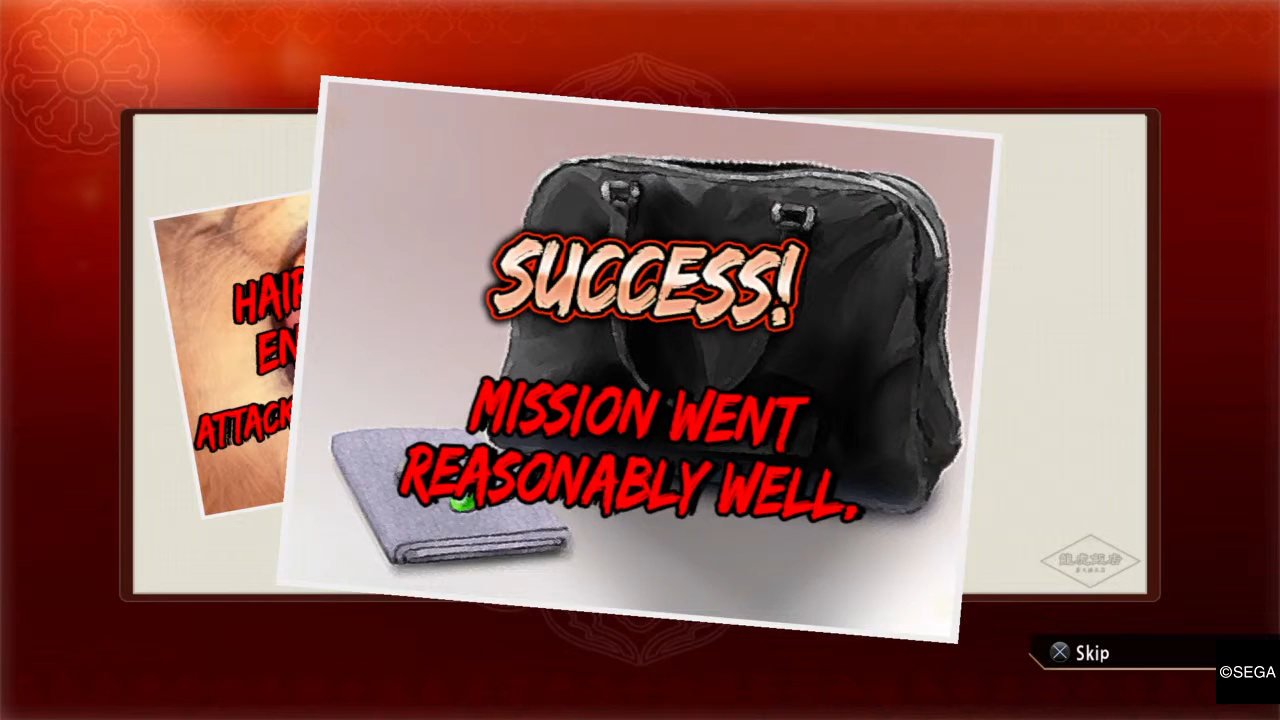 SUCCESS!
MISSION WENT
REASONABLY WELL.
HAIR
EN
ATTACK
Skip
©SEGA